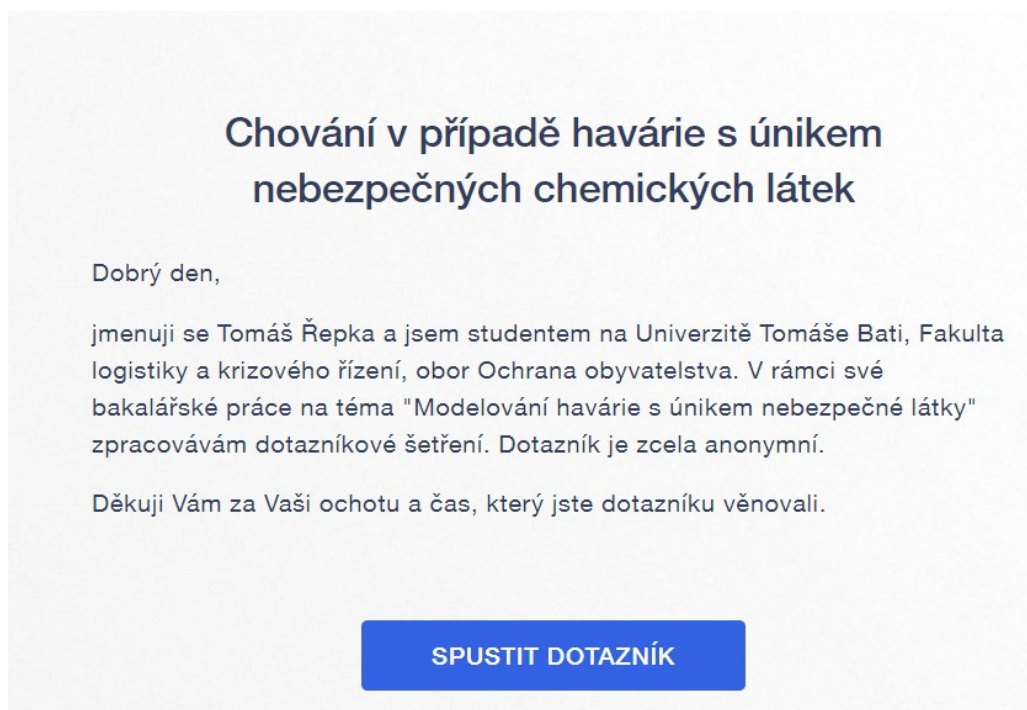 Chování v případě havárie s únikem
nebezpečných chemických látek
Dobrý den,
jmenuji se Tomáš Řepka a jsem studentem na Univerzitě Tomáše Bati, Fakulta
logistiky a krizového řízení, obor Ochrana obyvatelstva. V rámci své
bakalářské práce na téma "Modelování havárie s únikem nebezpečné látky"
zpracovávám dotazníkové šetření. Dotazník je zcela anonymní.
Děkuji Vám za Vaši ochotu a čas, který jste dotazníku věnovali.
SPUSTIT DOTAZNÍK